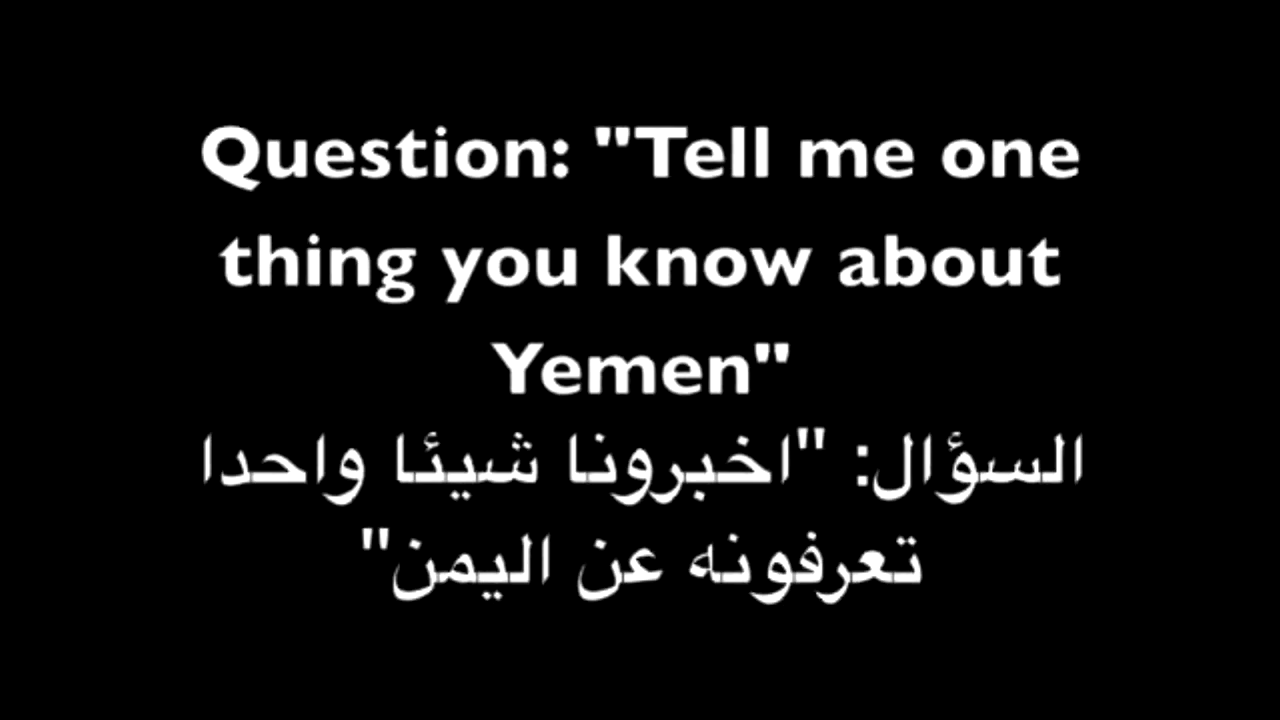 Question: "Tell me one
thing you know about
Yemen"
السؤال: "اخبرونا شيئا واحدا
تعرفونه عن اليمن"